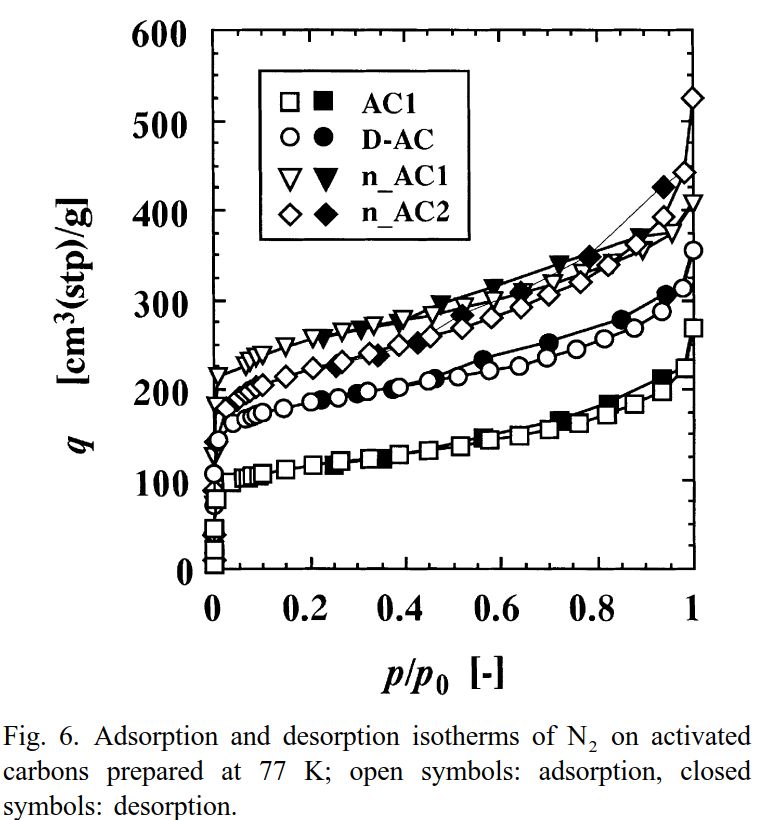 600
500
400
300
200
100
0
q [cm³(stp)/g]
AC1
D-AC
n_AC1
n_AC2
0 0.2 0.4 0.6 0.8 1
p/p₀ [-]
Fig. 6. Adsorption and desorption isotherms of N₂ on activated
carbons prepared at 77 K; open symbols: adsorption, closed
symbols: desorption.